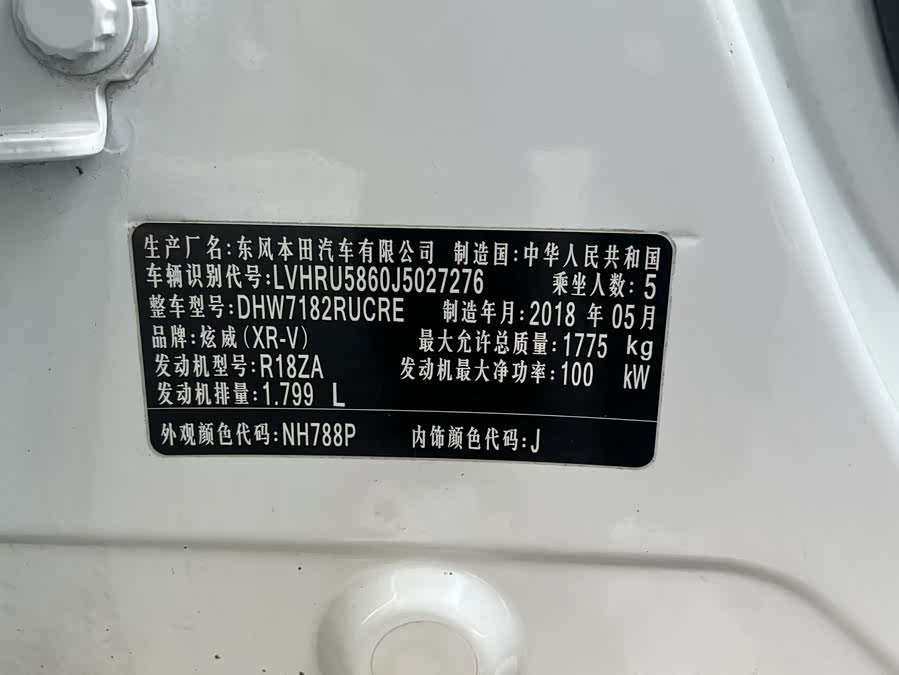 生产厂名:东风本田汽车有限公司 制造国:中华人民共和国
车辆识别代号:LVHRU5860J5027276 乘坐人数:5
整车型号:DHW7182RUCRE 制造年月:2018 年 05月
品牌:炫威(XR-V) 最大允许总质量:1775 kg
发动机型号:R18ZA 发动机最大净功率:100 kW
发动机排量:1.799 L
外观颜色代码:NH788P 内饰颜色代码:J